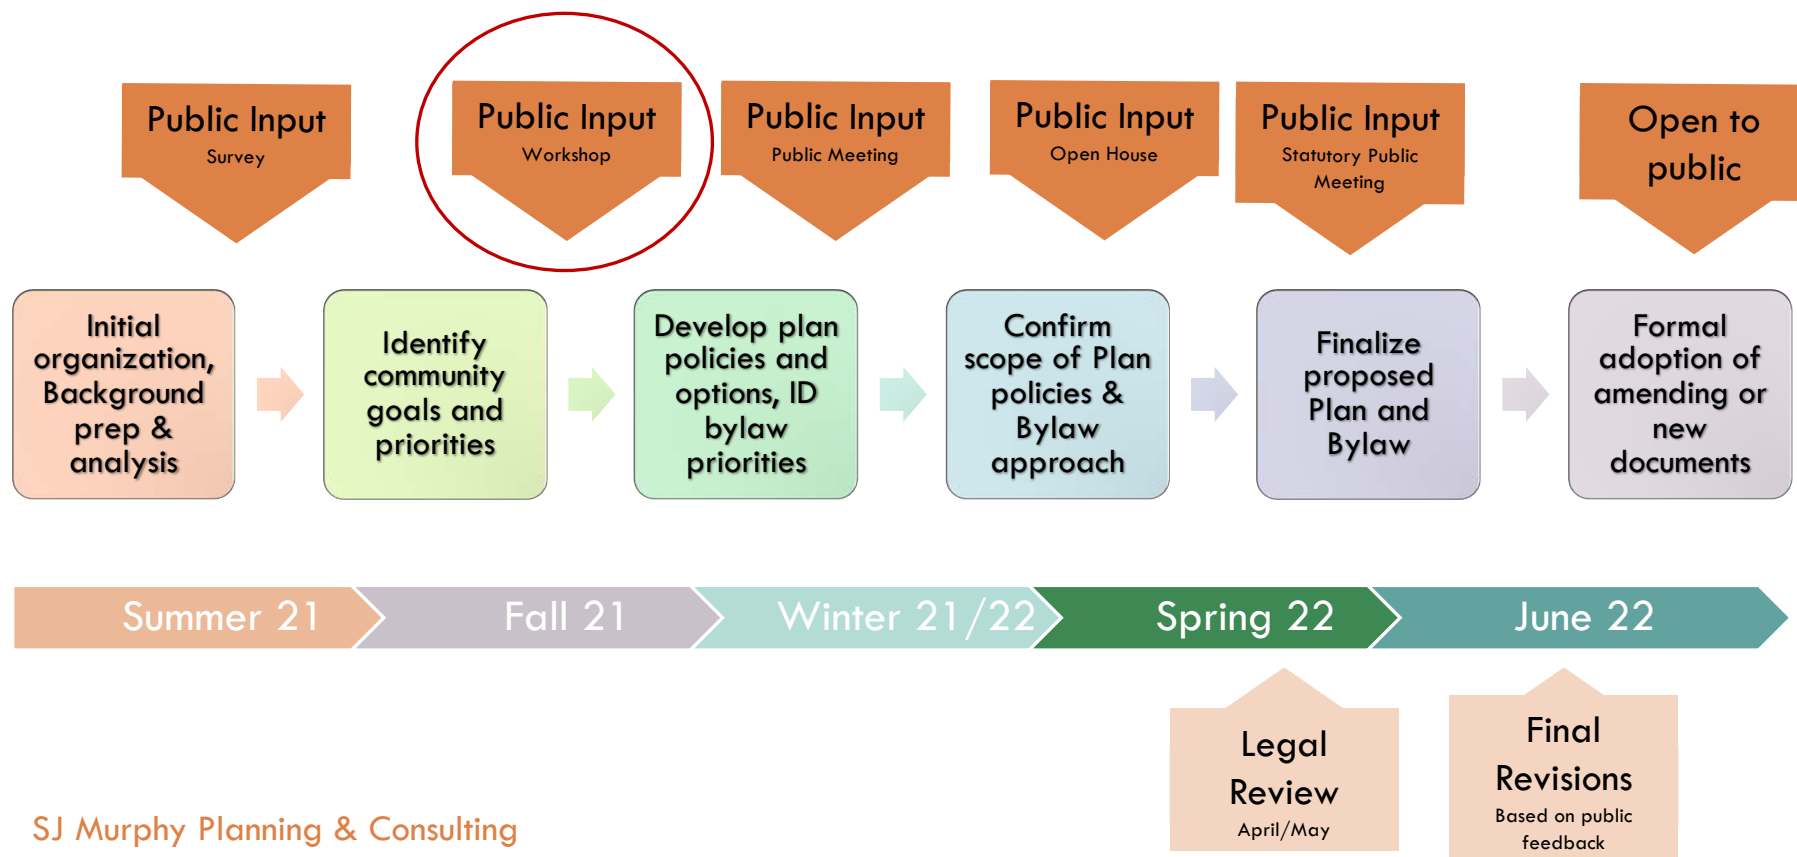 Public Input
Survey
Public Input
Workshop
Public Input
Public Meeting
Public Input
Open House
Public Input
Statutory Public
Meeting
Open to
public
Initial
organization,
Background
prep &
analysis
Identify
community
goals and
priorities
Develop plan
policies and
options, ID
bylaw
priorities
Confirm
scope of Plan
policies &
Bylaw
approach
Finalize
proposed
Plan and
Bylaw
Formal
adoption of
amending or
new
documents
Summer 21
Fall 21
Winter 21/22
Spring 22
June 22
Legal
Review
April/May
Final
Revisions
Based on public
feedback
SJ Murphy Planning & Consulting